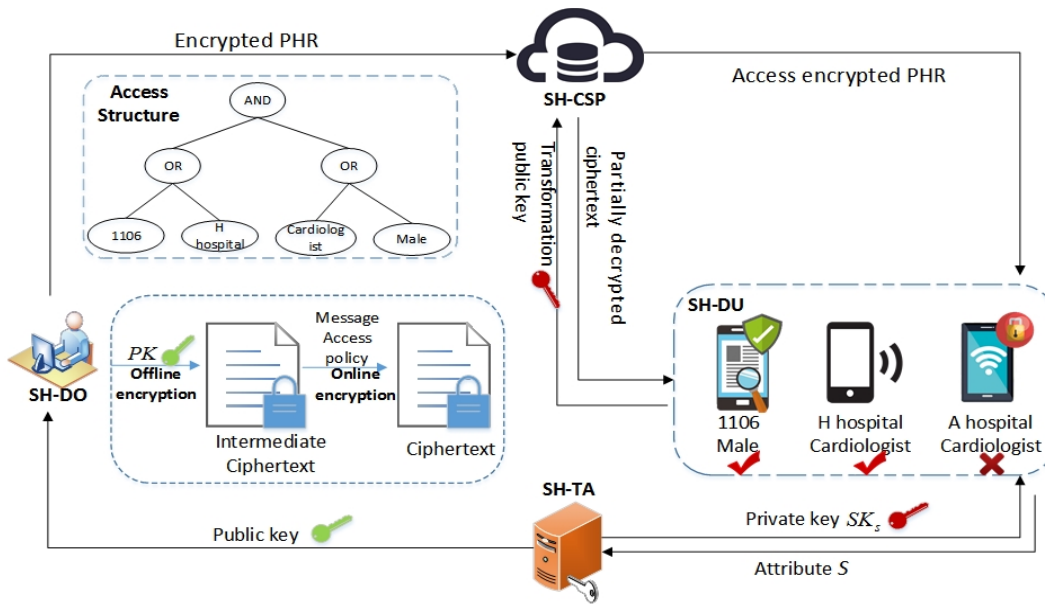 Encrypted PHR
SH-CSP
Access encrypted PHR
Access
Structure
AND
OR
OR
1106
H
hospital
Cardiolog
ist
Male
Transformation
public key
Partially decrypted
ciphertext
SH-DO
PK
Offline
encryption
Message
Access
policy
Online
encryption
Intermediate
Ciphertext
Ciphertext
SH-DU
1106
Male
H hospital
Cardiologist
A hospital
Cardiologist
SH-TA
Public key
Private key SKs
Attribute S